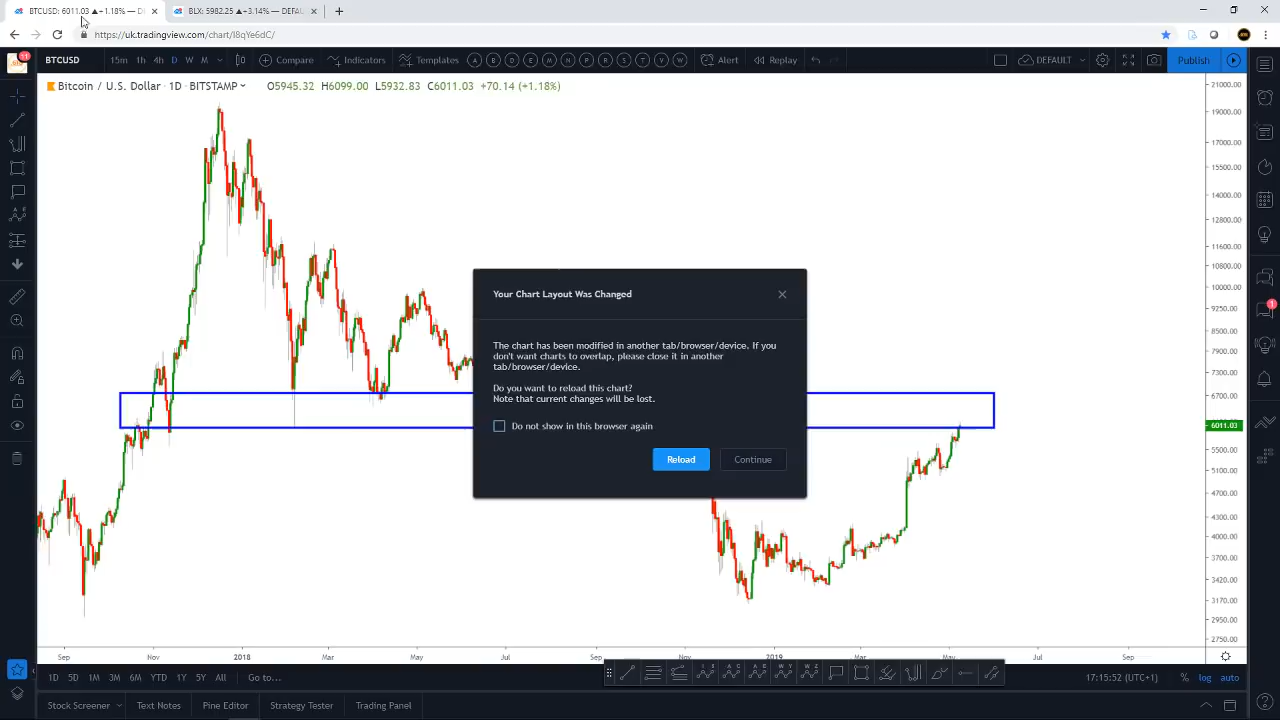 BTCUSD: 6011.03 ▲+1.18% — DEF
BLX: 5982.25 ▲+3.14% — DEFAU
https://uk.tradingview.com/chart/I8qYe6dC/
11
BTCUSD 15m 1h 4h D W M Compare Indicators Templates A B D E M F H P R S T V W Alert Replay DEFAULT Publish
Bitcoin / U.S. Dollar · 1D · BITSTAMP O5945.32 H6099.00 L5932.83 C6011.03 +70.14 (+1.18%)
21000.00
19000.00
17000.00
15500.00
14000.00
12800.00
11600.00
10800.00
10000.00
9250.00
8500.00
7900.00
7300.00
6700.00
6011.03
5500.00
5100.00
4700.00
4300.00
4000.00
3700.00
3420.00
3170.00
2950.00
2750.00
1
Your Chart Layout Was Changed
The chart has been modified in another tab/browser/device. If you
don't want charts to overlap, please close it in another
tab/browser/device.
Do you want to reload this chart?
Note that current changes will be lost.
Do not show in this browser again
Reload Continue
Sep Nov 2018 Mar May Jul Sep Nov 2019 Mar May Jul Sep
1D 5D 1M 3M 6M YTD 1Y 5Y All Go to... 17:15:52 (UTC+1) % log auto
Stock Screener Text Notes Pine Editor Strategy Tester Trading Panel